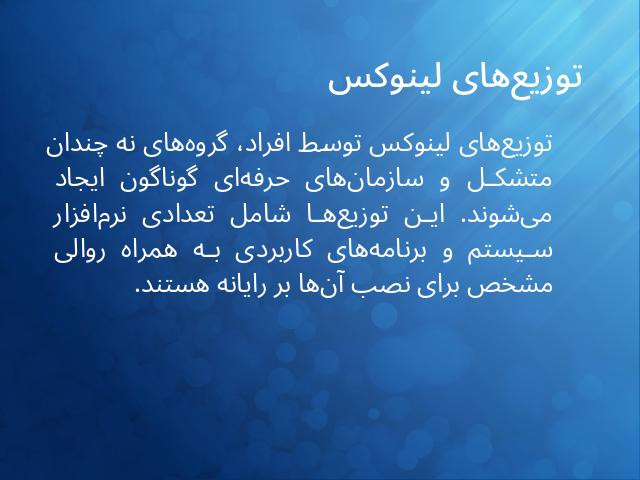 توزیع‌های لینوکس
توزیع‌های لینوکس توسط افراد، گروه‌های نه چندان
متشکل و سازمان‌های حرفه‌ای گوناگون ایجاد
می‌شوند. این توزیع‌ها شامل تعدادی نرم‌افزار
سیستم و برنامه‌های کاربردی به همراه روالی
مشخص برای نصب آن‌ها بر رایانه هستند.